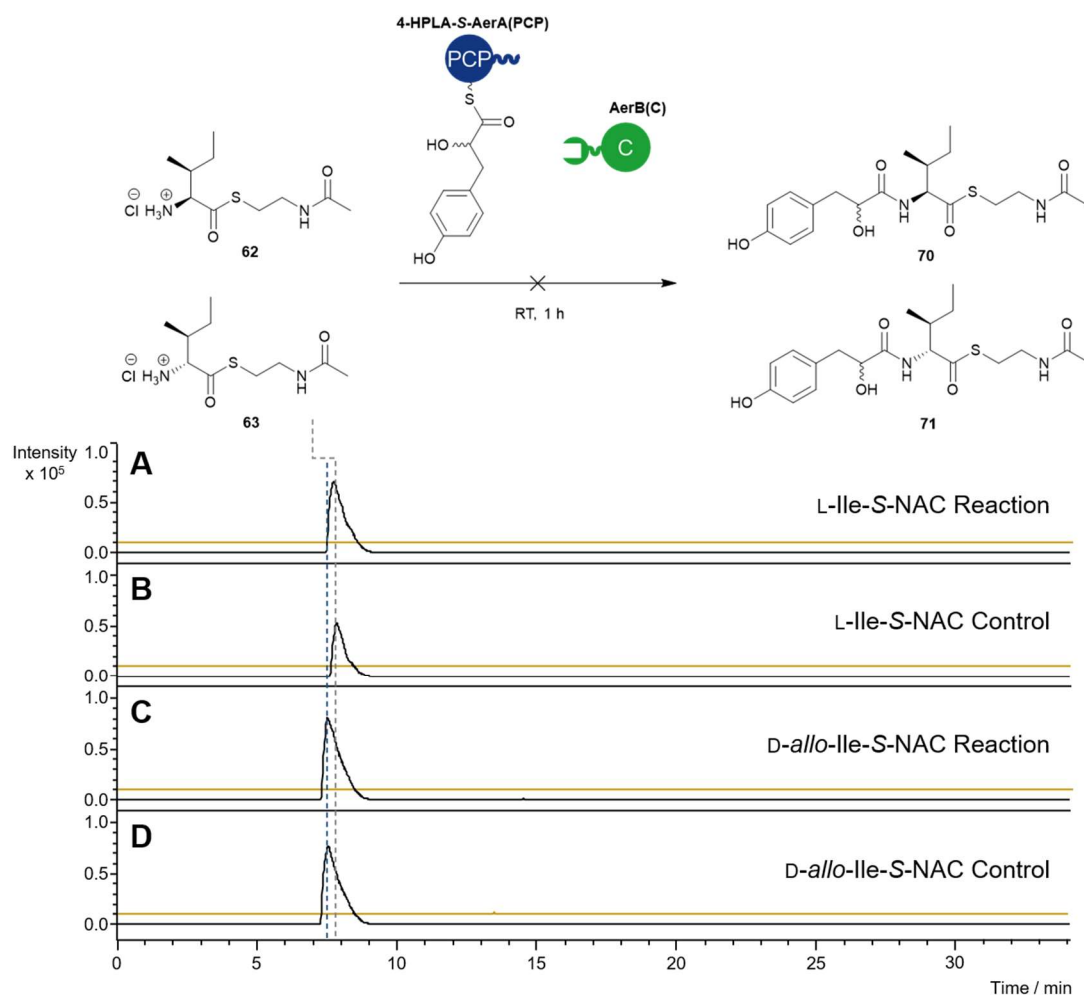 4-HPLA-S-AerA(PCP)
PCP
S
O
HO
HO
AerB(C)
C
O
S
N
H
Cl
⊖
H3N
⊕
O
62
O
S
N
H
Cl
⊖
H3N
⊕
O
63
RT, 1 h
O
O
S
N
H
N
H
HO
OH
O
70
O
O
S
N
H
N
H
HO
OH
O
71
Intensity
x 10⁵
1.0
0.5
0.0
A
L-Ile-S-NAC Reaction
1.0
0.5
0.0
B
L-Ile-S-NAC Control
1.0
0.5
0.0
C
D-allo-Ile-S-NAC Reaction
1.0
0.5
0.0
D
D-allo-Ile-S-NAC Control
0 5 10 15 20 25 30
Time / min